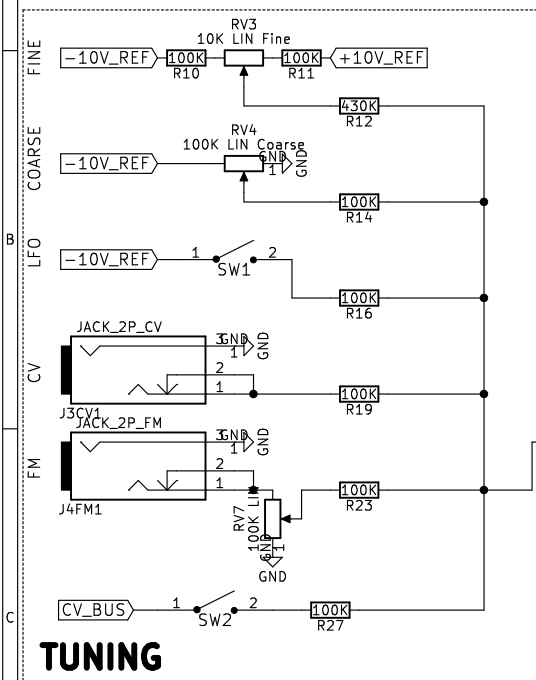 FINE
RV3
10K LIN Fine
-10V_REF
100K
R10
100K
R11
+10V_REF
430K
R12
COARSE
RV4
100K LIN Coarse
-10V_REF
GND
1
GND
100K
R14
B
LFO
-10V_REF
1
2
SW1
100K
R16
CV
JACK_2P_CV
3
GND
1
GND
2
1
J3CV1
100K
R19
FM
JACK_2P_FM
3
GND
1
GND
2
1
J4FM1
RV7
100K LIN
GND
1
GND
100K
R23
C
CV_BUS
1
2
SW2
100K
R27
TUNING